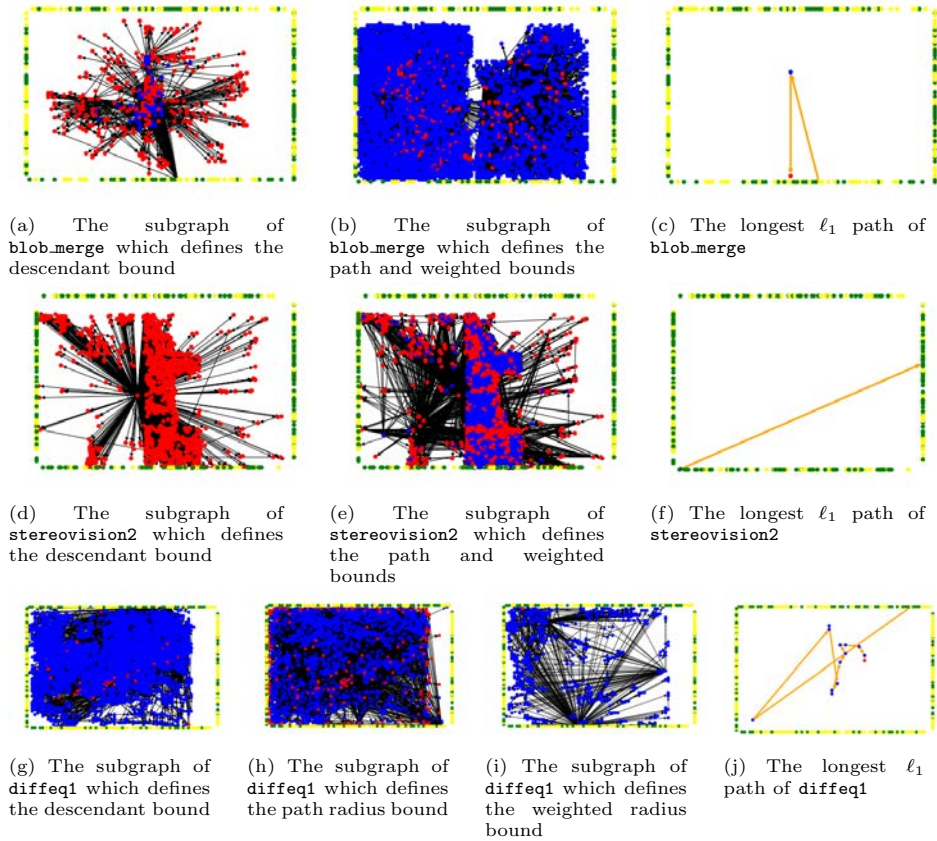 (a) The subgraph of
blob_merge which defines the
descendant bound
(b) The subgraph of
blob_merge which defines the
path and weighted bounds
(c) The longest ℓ₁ path of
blob_merge
(d) The subgraph of
stereovision2 which defines
the descendant bound
(e) The subgraph of
stereovision2 which defines
the path and weighted
bounds
(f) The longest ℓ₁ path of
stereovision2
(g) The subgraph of
diffeq1 which defines the
descendant bound
(h) The subgraph of
diffeq1 which defines
the path radius bound
(i) The subgraph of
diffeq1 which defines
the weighted radius
bound
(j) The longest ℓ₁
path of diffeq1